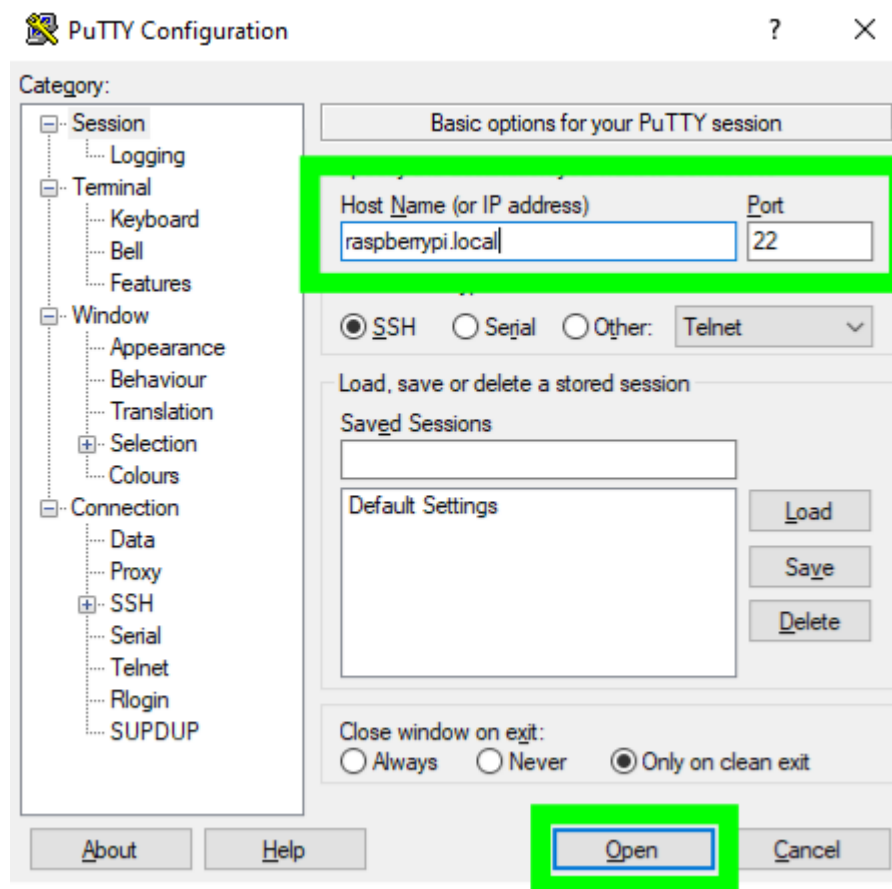 PuTTY Configuration ? ×
Category:
Session
Logging
Terminal
Keyboard
Bell
Features
Window
Appearance
Behaviour
Translation
Selection
Colours
Connection
Data
Proxy
SSH
Serial
Telnet
Rlogin
SUPDUP
Basic options for your PuTTY session
Host Name (or IP address) Port
raspberrypi.local 22
SSH Serial Other: Telnet
Load, save or delete a stored session
Saved Sessions
Default Settings
Load
Save
Delete
Close window on exit:
Always Never Only on clean exit
About Help Open Cancel